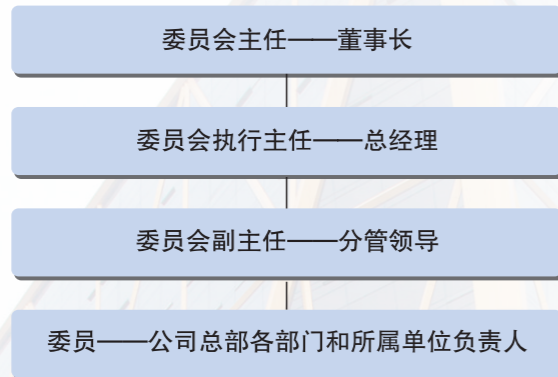 委员会主任——董事长
委员会执行主任——总经理
委员会副主任——分管领导
委员——公司总部各部门和所属单位负责人